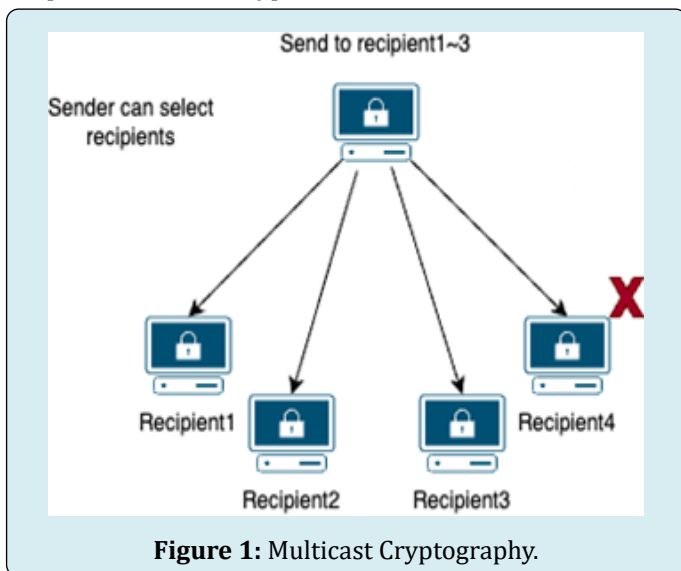 Send to recipient1~3
Sender can select
recipients
X
Recipient1
Recipient4
Recipient2
Recipient3
Figure 1: Multicast Cryptography.